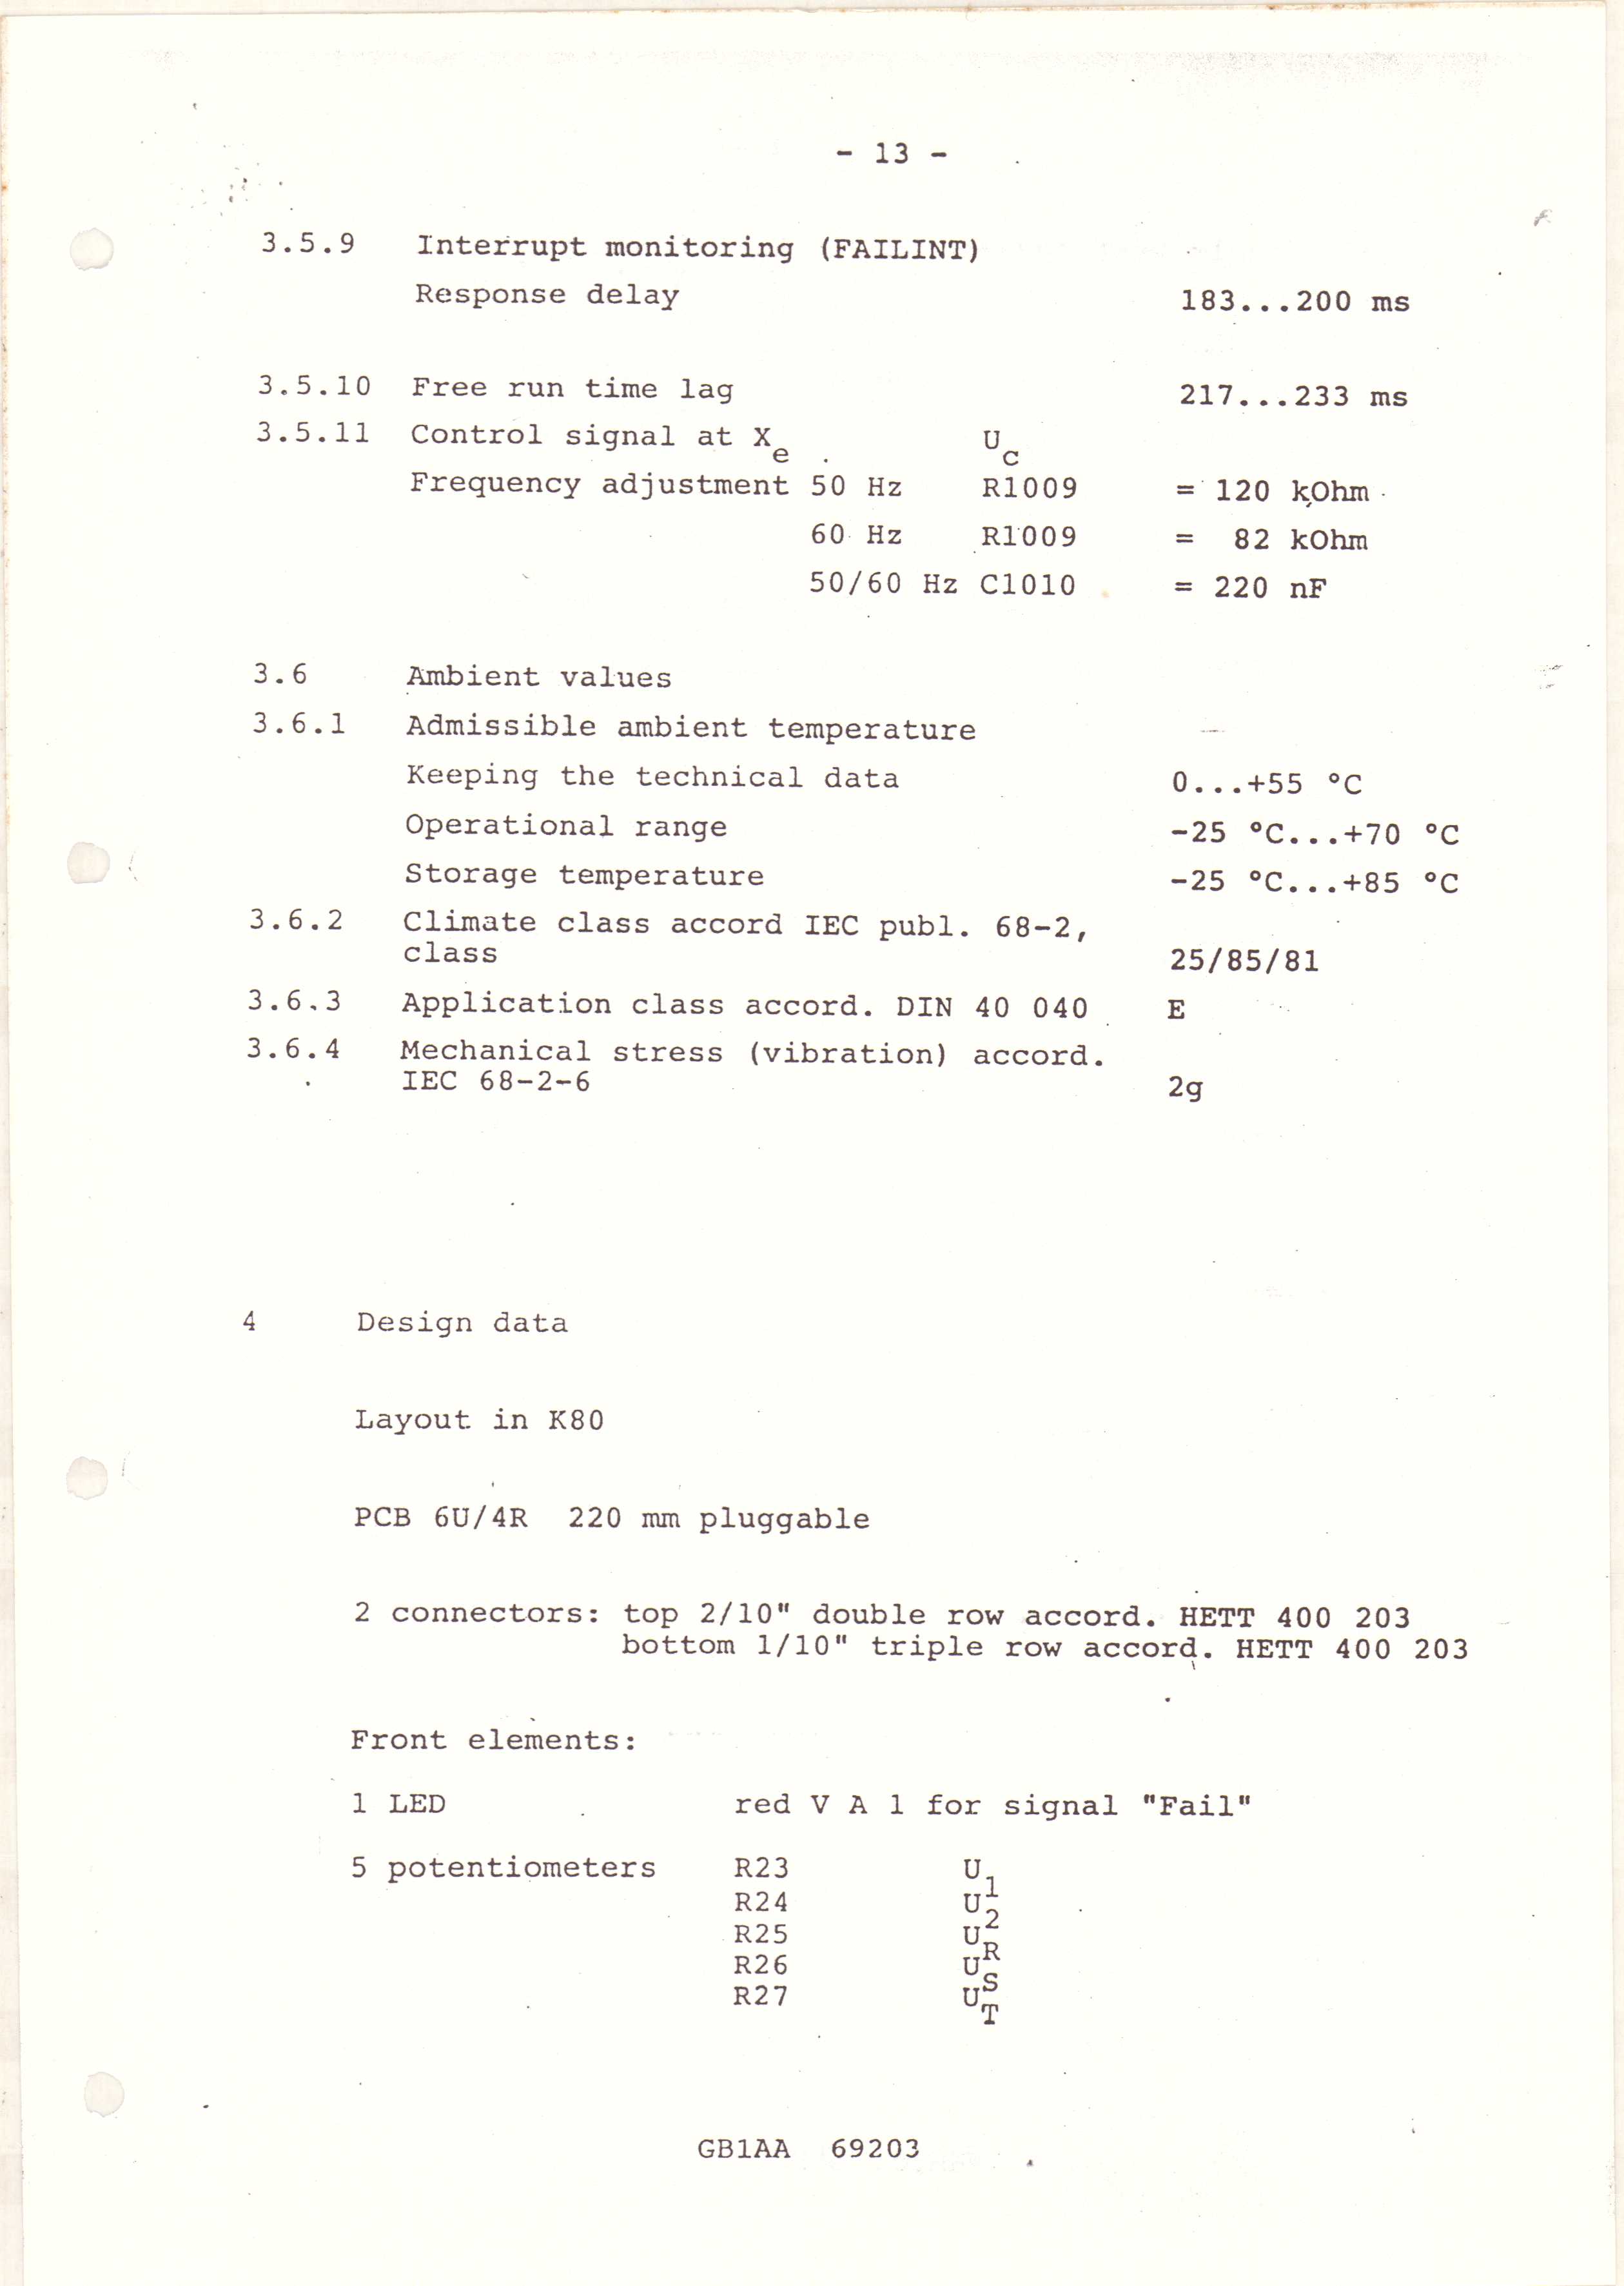 - 13 -
3.5.9 Interrupt monitoring (FAILINT)
Response delay 183...200 ms
3.5.10 Free run time lag 217...233 ms
3.5.11 Control signal at Xe Uc
Frequency adjustment 50 Hz R1009 = 120 kOhm
60 Hz R1009 = 82 kOhm
50/60 Hz C1010 = 220 nF
3.6 Ambient values
3.6.1 Admissible ambient temperature
Keeping the technical data 0...+55 °C
Operational range -25 °C...+70 °C
Storage temperature -25 °C...+85 °C
3.6.2 Climate class accord IEC publ. 68-2,
class 25/85/81
3.6.3 Application class accord. DIN 40 040 E
3.6.4 Mechanical stress (vibration) accord.
IEC 68-2-6 2g
4 Design data
Layout in K80
PCB 6U/4R 220 mm pluggable
2 connectors: top 2/10" double row accord. HETT 400 203
bottom 1/10" triple row accord. HETT 400 203
Front elements:
1 LED red V A 1 for signal "Fail"
5 potentiometers R23 U1
R24 U2
R25 UR
R26 US
R27 UT
GB1AA 69203